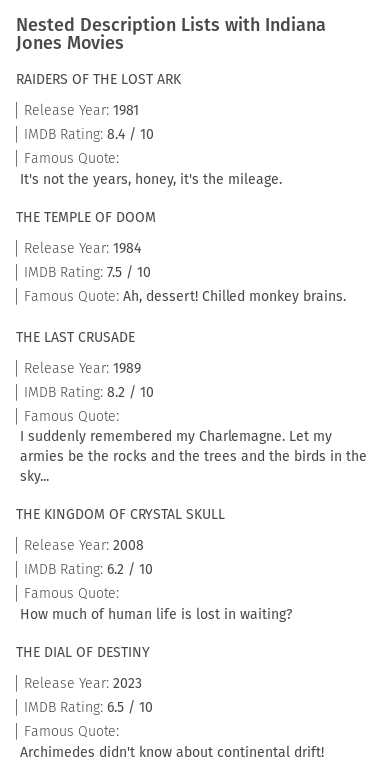 Nested Description Lists with Indiana
Jones Movies
RAIDERS OF THE LOST ARK
Release Year: 1981
IMDB Rating: 8.4 / 10
Famous Quote:
It's not the years, honey, it's the mileage.
THE TEMPLE OF DOOM
Release Year: 1984
IMDB Rating: 7.5 / 10
Famous Quote: Ah, dessert! Chilled monkey brains.
THE LAST CRUSADE
Release Year: 1989
IMDB Rating: 8.2 / 10
Famous Quote:
I suddenly remembered my Charlemagne. Let my
armies be the rocks and the trees and the birds in the
sky...
THE KINGDOM OF CRYSTAL SKULL
Release Year: 2008
IMDB Rating: 6.2 / 10
Famous Quote:
How much of human life is lost in waiting?
THE DIAL OF DESTINY
Release Year: 2023
IMDB Rating: 6.5 / 10
Famous Quote:
Archimedes didn't know about continental drift!